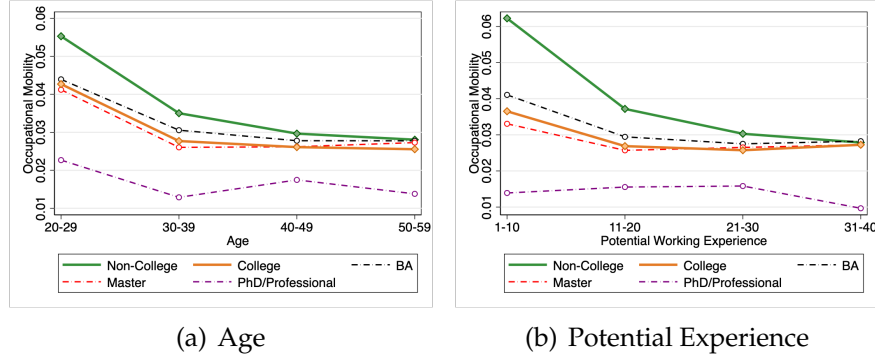 Occupational Mobility
0.01 0.02 0.03 0.04 0.05 0.06
20-29 30-39 40-49 50-59
Age
Non-College College BA
Master PhD/Professional
(a) Age
Occupational Mobility
0.01 0.02 0.03 0.04 0.05 0.06
1-10 11-20 21-30 31-40
Potential Working Experience
Non-College College BA
Master PhD/Professional
(b) Potential Experience